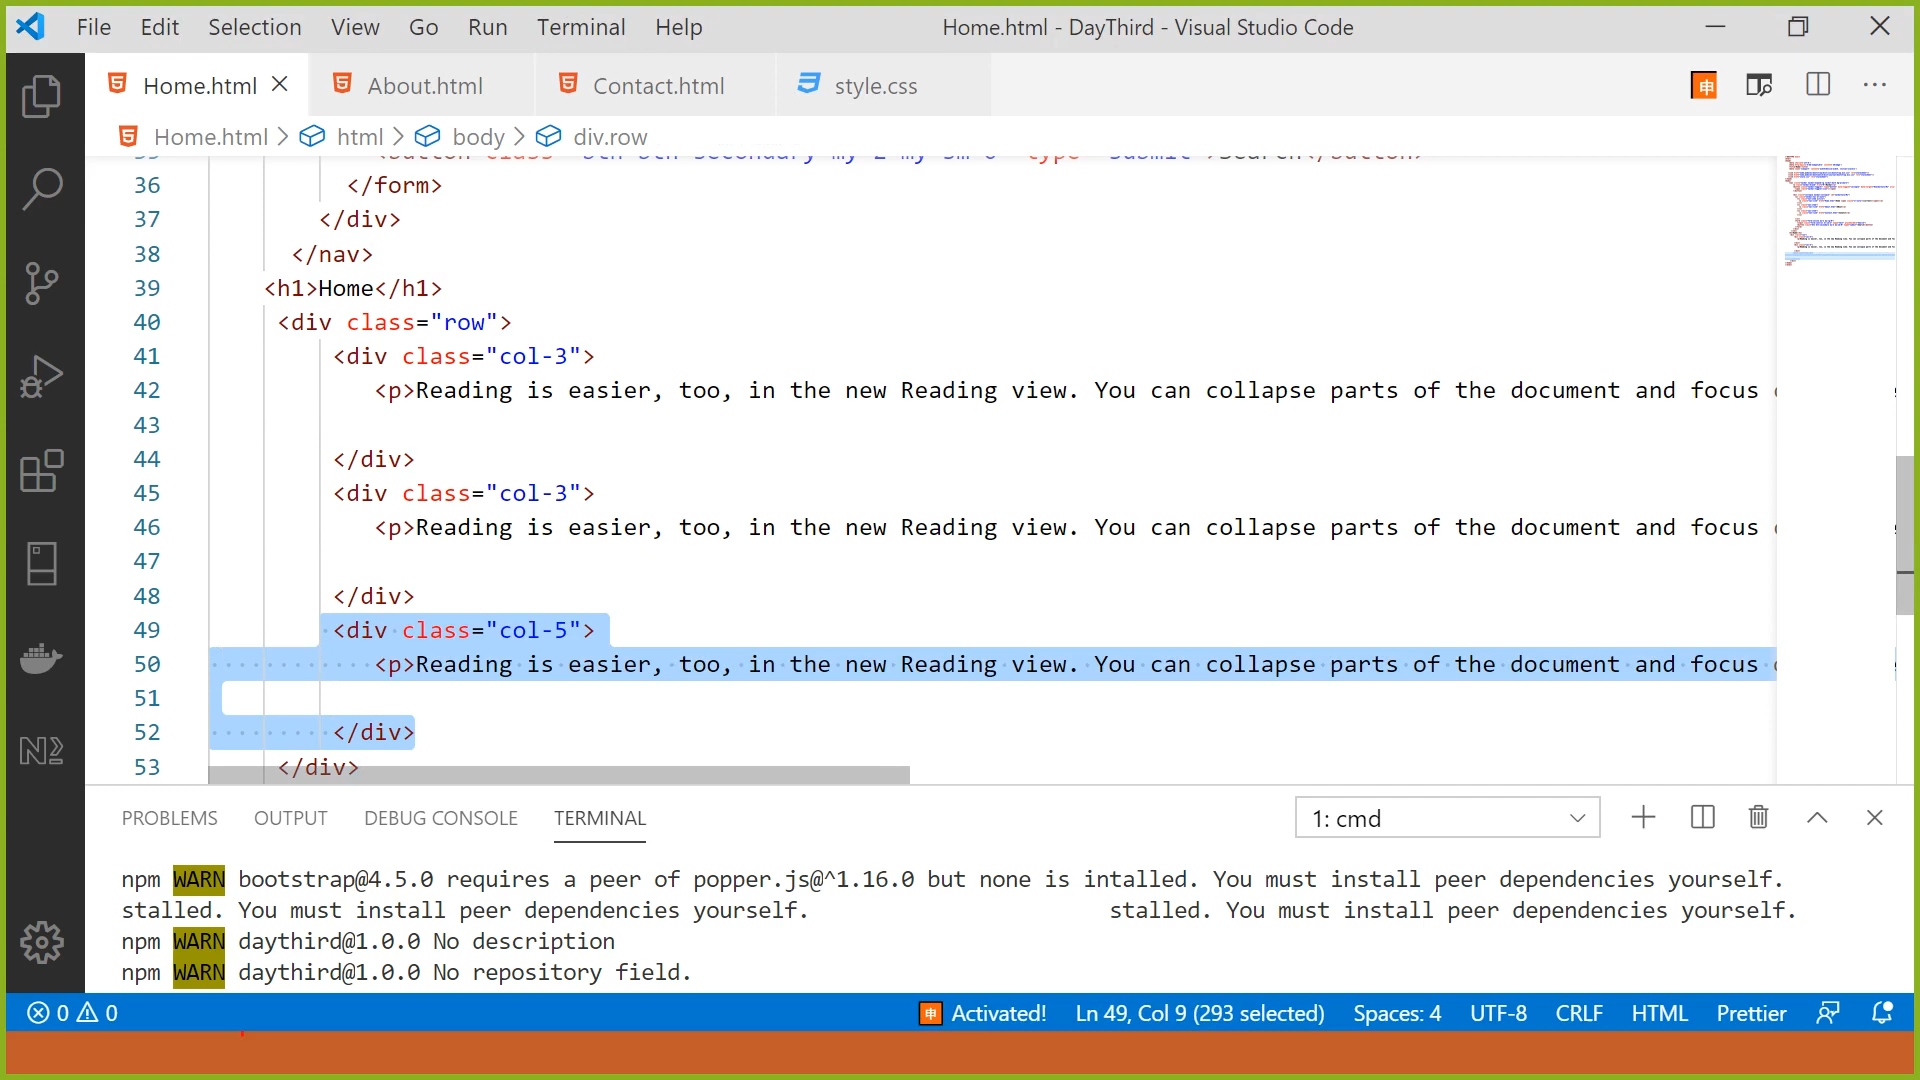 File Edit Selection View Go Run Terminal Help
Home.html - DayThird - Visual Studio Code
Home.html About.html Contact.html style.css
Home.html > html > body > div.row
36 </form>
37 </div>
38 </nav>
39 <h1>Home</h1>
40 <div class="row">
41 <div class="col-3">
42 <p>Reading is easier, too, in the new Reading view. You can collapse parts of the document and focus
43
44 </div>
45 <div class="col-3">
46 <p>Reading is easier, too, in the new Reading view. You can collapse parts of the document and focus
47
48 </div>
49 <div class="col-5">
50 <p>Reading is easier, too, in the new Reading view. You can collapse parts of the document and focus
51
52 </div>
53 </div>
PROBLEMS OUTPUT DEBUG CONSOLE TERMINAL
1: cmd
npm WARN bootstrap@4.5.0 requires a peer of popper.js@^1.16.0 but none is intalled. You must install peer dependencies yourself.
stalled. You must install peer dependencies yourself. stalled. You must install peer dependencies yourself.
npm WARN daythird@1.0.0 No description
npm WARN daythird@1.0.0 No repository field.
0 0 Activated! Ln 49, Col 9 (293 selected) Spaces: 4 UTF-8 CRLF HTML Prettier